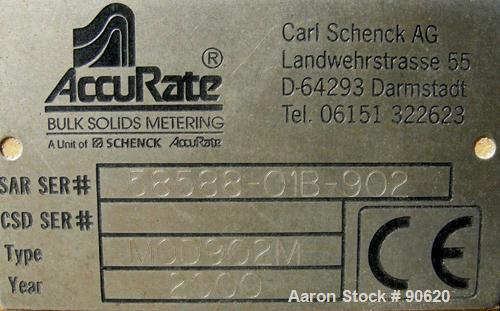 AccuRate®
BULK SOLIDS METERING
A Unit of SCHENCK AccuRate
Carl Schenck AG
Landwehrstrasse 55
D-64293 Darmstadt
Tel. 06151 322623
SAR SER# 58588-01B-902
CSD SER#
Type MOD902M
Year 2000
CE
Aaron Stock # 90620